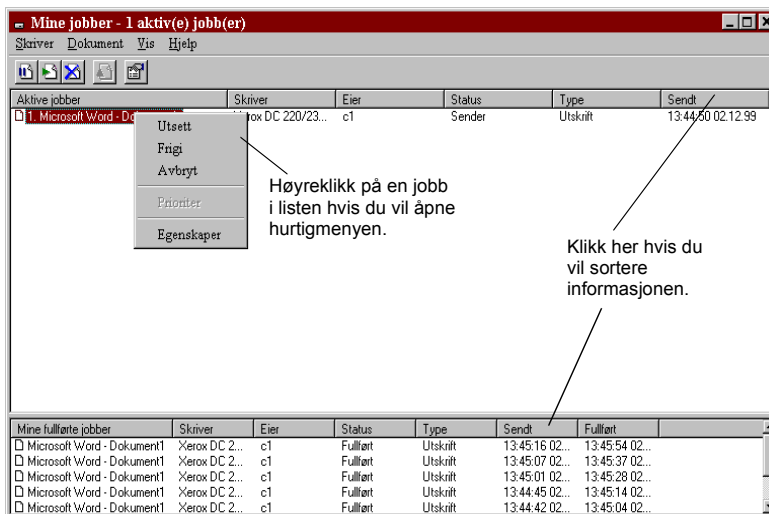 Mine jobber - 1 aktiv(e) jobb(er)
Skriver Dokument Vis Hjelp
Aktive jobber Skriver Eier Status Type Sendt
1. Microsoft Word - Do rox DC 220/23... c1 Sender Utskrift 13:44:50 02.12.99
Utsett
Frigi
Avbryt
Prioriter
Egenskaper
Høyreklikk på en jobb
i listen hvis du vil åpne
hurtigmenyen.
Klikk her hvis du
vil sortere
informasjonen.
Mine fullførte jobber Skriver Eier Status Type Sendt Fullført
Microsoft Word - Dokument1 Xerox DC 2... c1 Fullført Utskrift 13:45:16 02... 13:45:54 02...
Microsoft Word - Dokument1 Xerox DC 2... c1 Fullført Utskrift 13:45:07 02... 13:45:37 02...
Microsoft Word - Dokument1 Xerox DC 2... c1 Fullført Utskrift 13:45:01 02... 13:45:28 02...
Microsoft Word - Dokument1 Xerox DC 2... c1 Fullført Utskrift 13:44:45 02... 13:45:14 02...
Microsoft Word - Dokument1 Xerox DC 2... c1 Fullført Utskrift 13:44:42 02... 13:45:04 02...